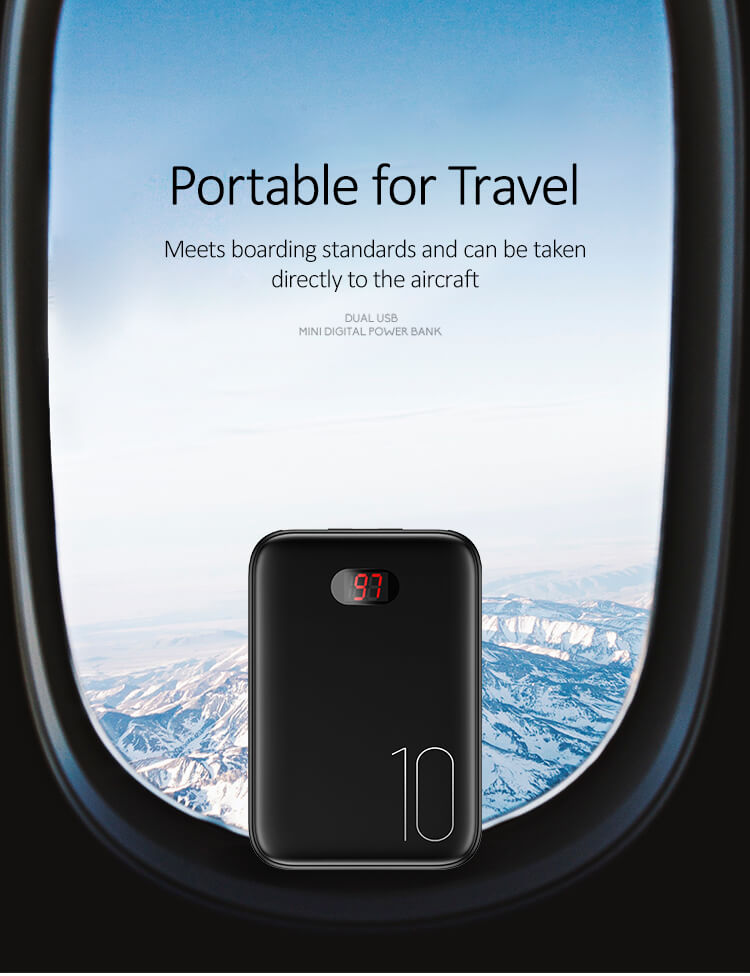 Portable for Travel
Meets boarding standards and can be taken
directly to the aircraft
DUAL USB
MINI DIGITAL POWER BANK
97
10